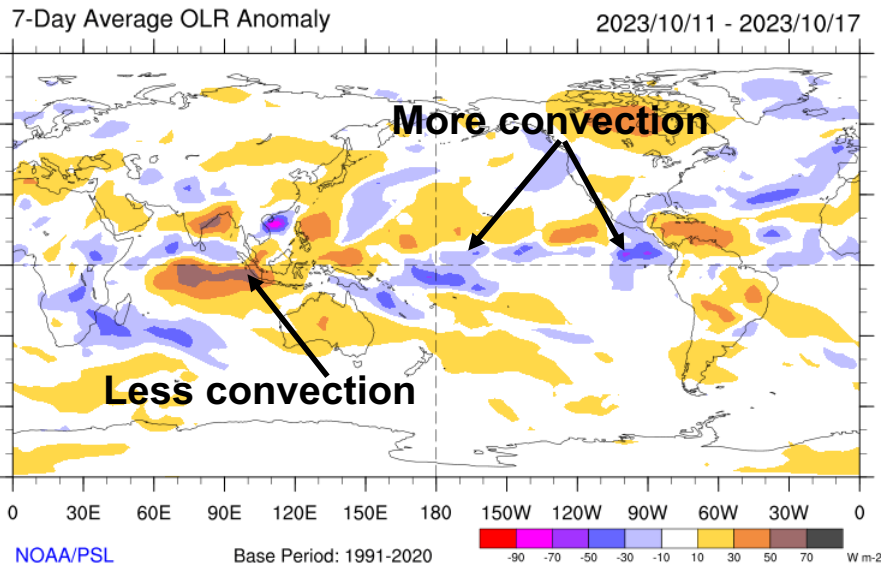 7-Day Average OLR Anomaly 2023/10/11 - 2023/10/17
More convection
Less convection
0 30E 60E 90E 120E 150E 180 150W 120W 90W 60W 30W 0
NOAA/PSL Base Period: 1991-2020
-90 -70 -50 -30 -10 10 30 50 70 W m-2